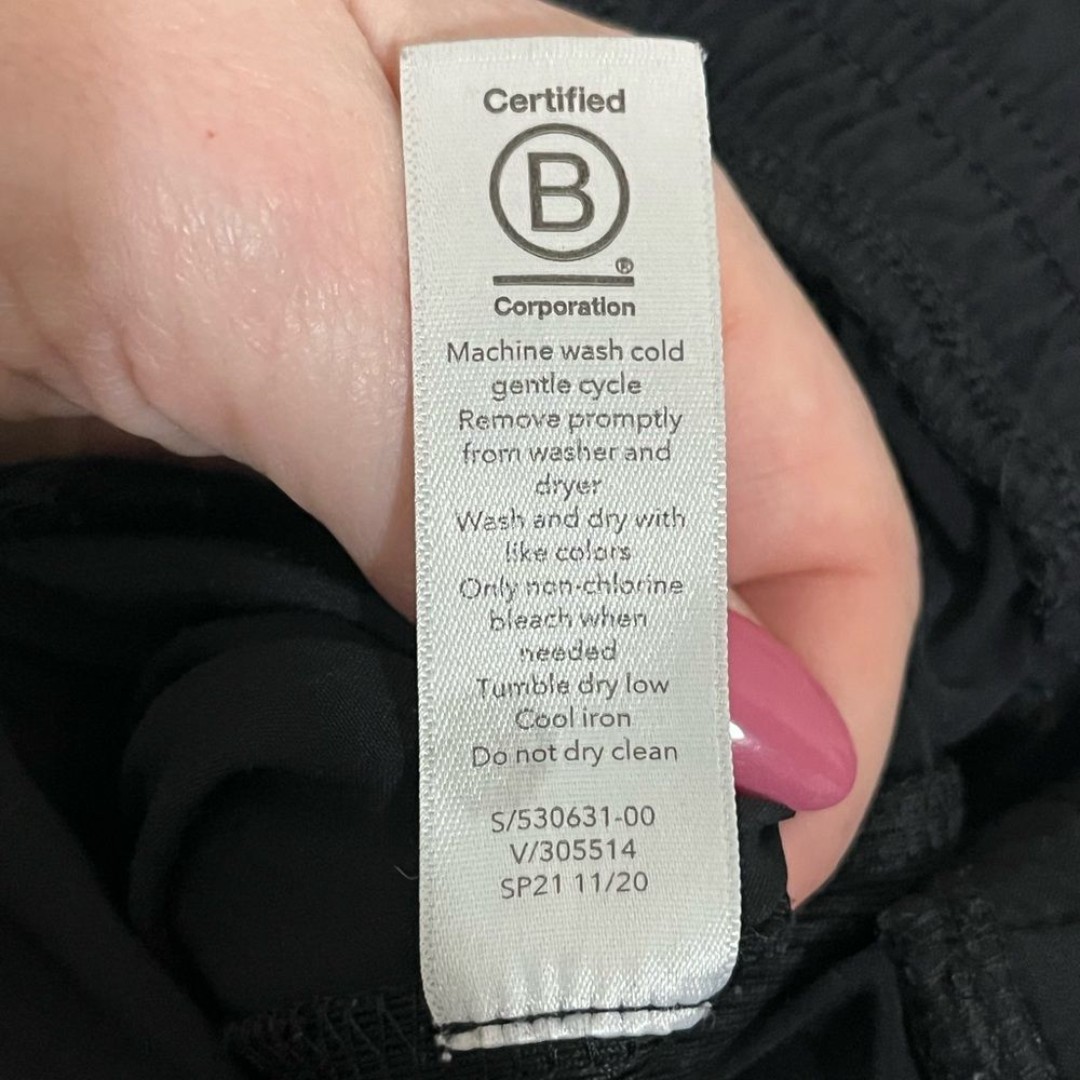 Certified
B
®
Corporation
Machine wash cold
gentle cycle
Remove promptly
from washer and
dryer
Wash and dry with
like colors
Only non-chlorine
bleach when
needed
Tumble dry low
Cool iron
Do not dry clean
S/530631-00
V/305514
SP21 11/20